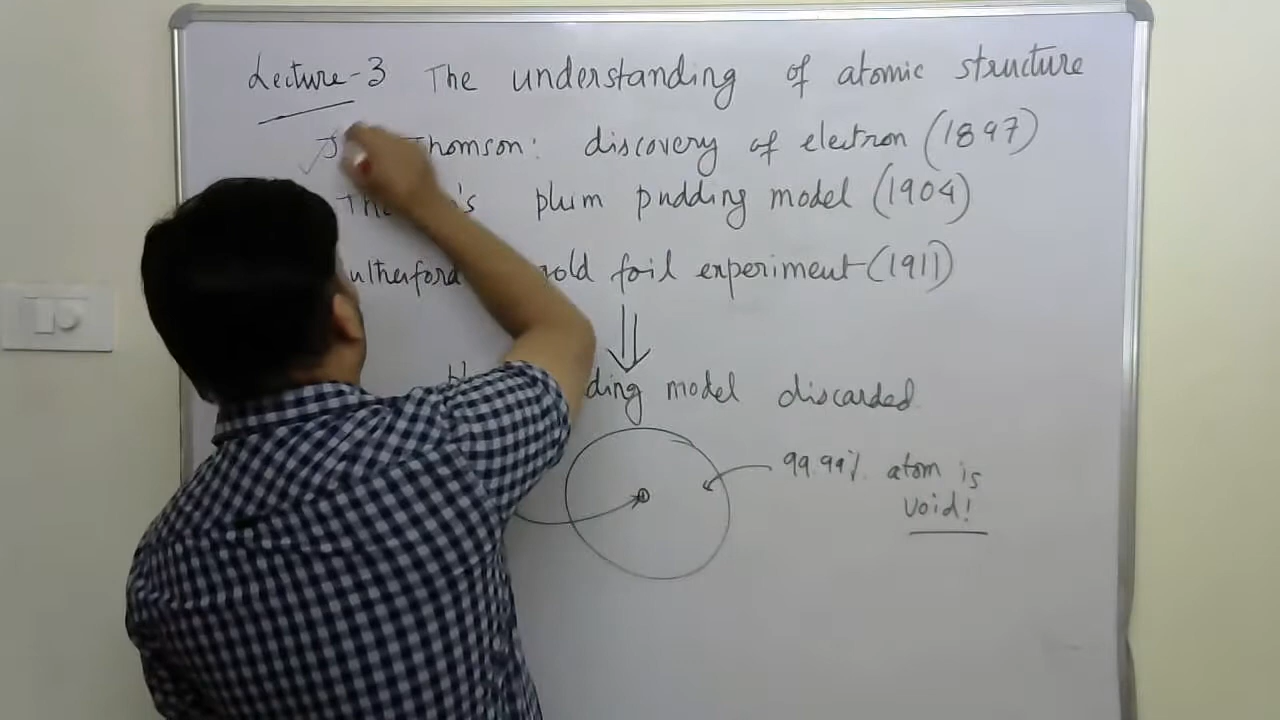 Lecture-3 The understanding of atomic structure
Thomson: discovery of electron (1897)
plum pudding model (1904)
gold foil experiment (1911)
model discarded
99.99% atom is
void!